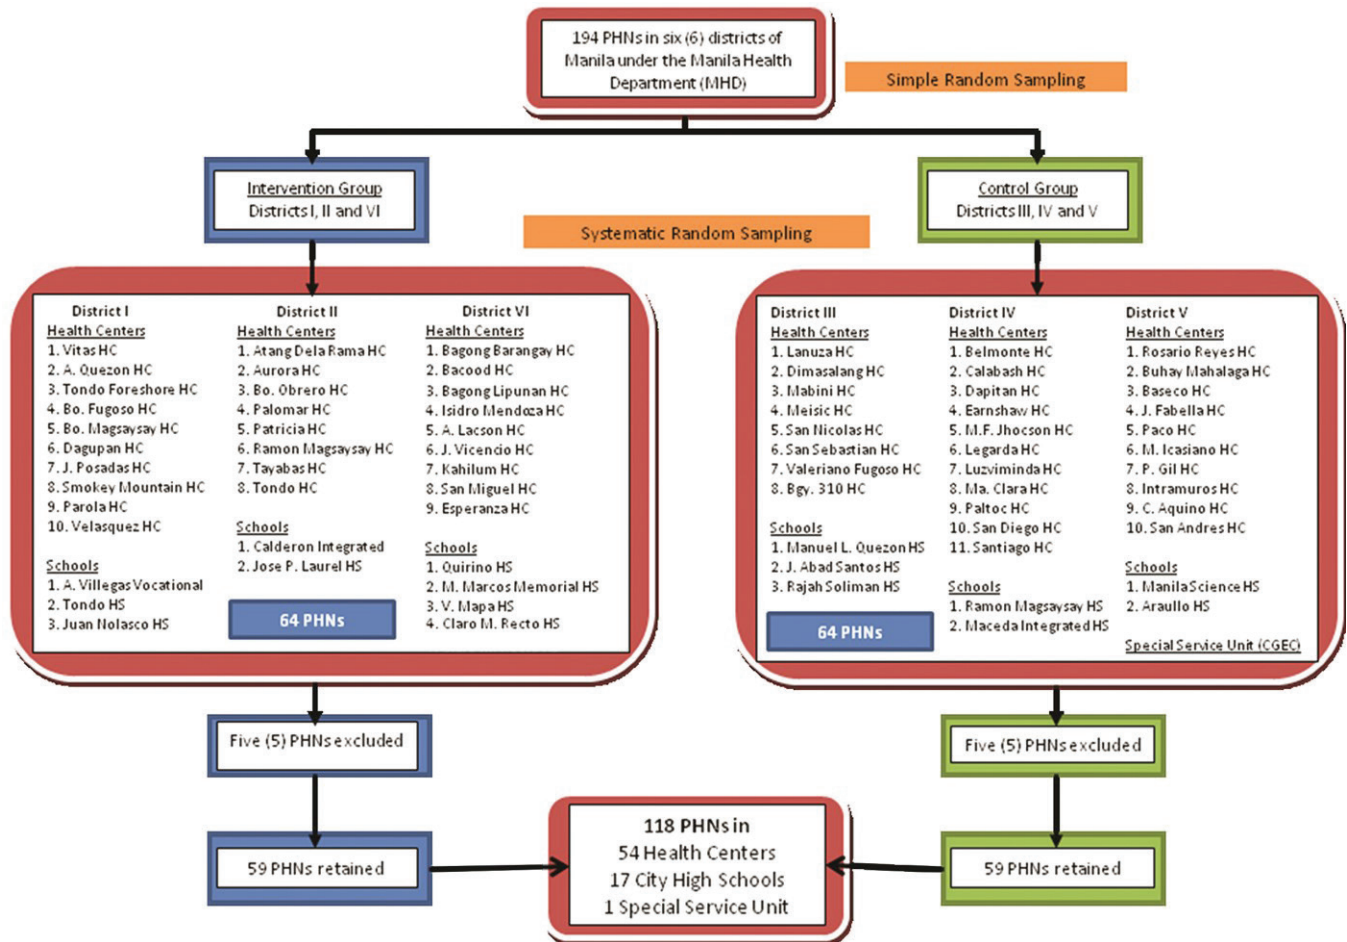 194 PHNs in six (6) districts of
Manila under the Manila Health
Department (MHD)
Simple Random Sampling
Intervention Group
Districts I, II and VI
Control Group
Districts III, IV and V
Systematic Random Sampling
District I
Health Centers
1. Vitas HC
2. A. Quezon HC
3. Tondo Foreshore HC
4. Bo. Fugoso HC
5. Bo. Magsaysay HC
6. Dagupan HC
7. J. Posadas HC
8. Smokey Mountain HC
9. Parola HC
10. Velasquez HC
Schools
1. A. Villegas Vocational
2. Tondo HS
3. Juan Nolasco HS
District II
Health Centers
1. Atang Dela Rama HC
2. Aurora HC
3. Bo. Obrero HC
4. Palomar HC
5. Patricia HC
6. Ramon Magsaysay HC
7. Tayabas HC
8. Tondo HC
Schools
1. Calderon Integrated
2. Jose P. Laurel HS
64 PHNs
District VI
Health Centers
1. Bagong Barangay HC
2. Bacood HC
3. Bagong Lipunan HC
4. Isidro Mendoza HC
5. A. Lacson HC
6. J. Vicencio HC
7. Kahilum HC
8. San Miguel HC
9. Esperanza HC
Schools
1. Quirino HS
2. M. Marcos Memorial HS
3. V. Mapa HS
4. Claro M. Recto HS
District III
Health Centers
1. Lanuza HC
2. Dimasalang HC
3. Mabini HC
4. Meisic HC
5. San Nicolas HC
6. San Sebastian HC
7. Valeriano Fugoso HC
8. Bgy. 310 HC
Schools
1. Manuel L. Quezon HS
2. J. Abad Santos HS
3. Rajah Soliman HS
64 PHNs
District IV
Health Centers
1. Belmonte HC
2. Calabash HC
3. Dapitan HC
4. Earnshaw HC
5. M.F. Jhocson HC
6. Legarda HC
7. Luzviminda HC
8. Ma. Clara HC
9. Paltoc HC
10. San Diego HC
11. Santiago HC
Schools
1. Ramon Magsaysay HS
2. Maceda Integrated HS
District V
Health Centers
1. Rosario Reyes HC
2. Buhay Mahalaga HC
3. Baseco HC
4. J. Fabella HC
5. Paco HC
6. M. Icasiano HC
7. P. Gil HC
8. Intramuros HC
9. C. Aquino HC
10. San Andres HC
Schools
1. Manila Science HS
2. Araullo HS
Special Service Unit (CGEC)
Five (5) PHNs excluded
Five (5) PHNs excluded
59 PHNs retained
118 PHNs in
54 Health Centers
17 City High Schools
1 Special Service Unit
59 PHNs retained